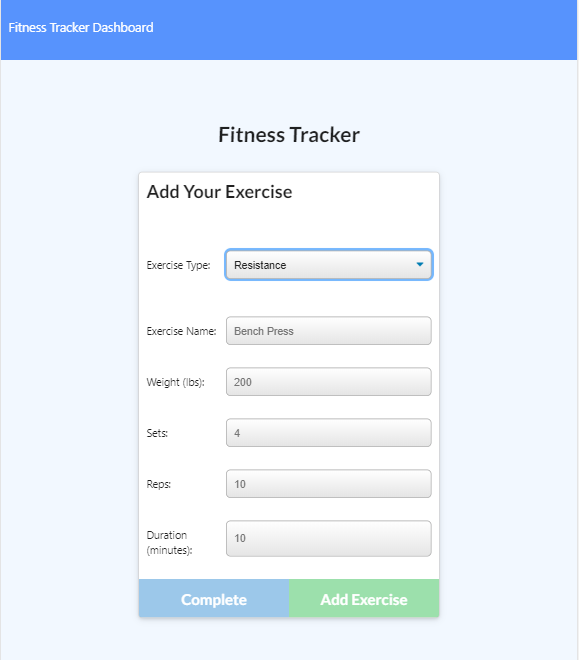 Fitness Tracker Dashboard
Fitness Tracker
Add Your Exercise
Exercise Type: Resistance
Exercise Name: Bench Press
Weight (lbs): 200
Sets: 4
Reps: 10
Duration
(minutes): 10
Complete Add Exercise